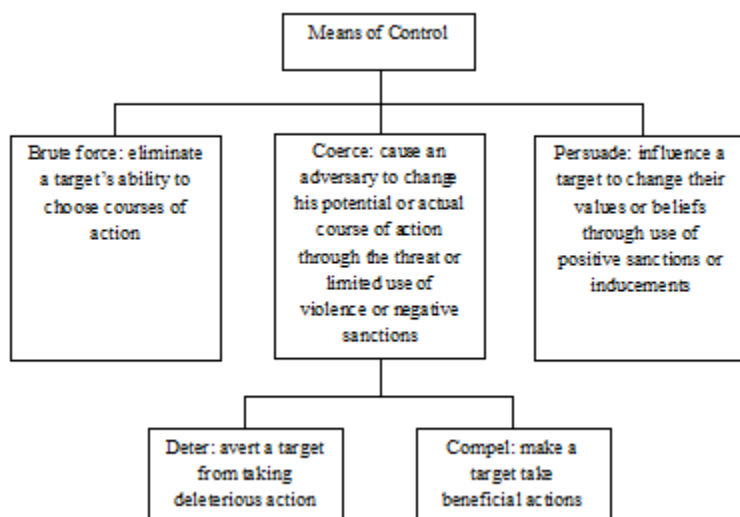 Means of Control
Brute force: eliminate
a target's ability to
choose courses of
action
Coerce: cause an
adversary to change
his potential or actual
course of action
through the threat or
limited use of
violence or negative
sanctions
Persuade: influence a
target to change their
values or beliefs
through use of
positive sanctions or
inducements
Deter: avert a target
from taking
deleterious action
Compel: make a
target take
beneficial actions